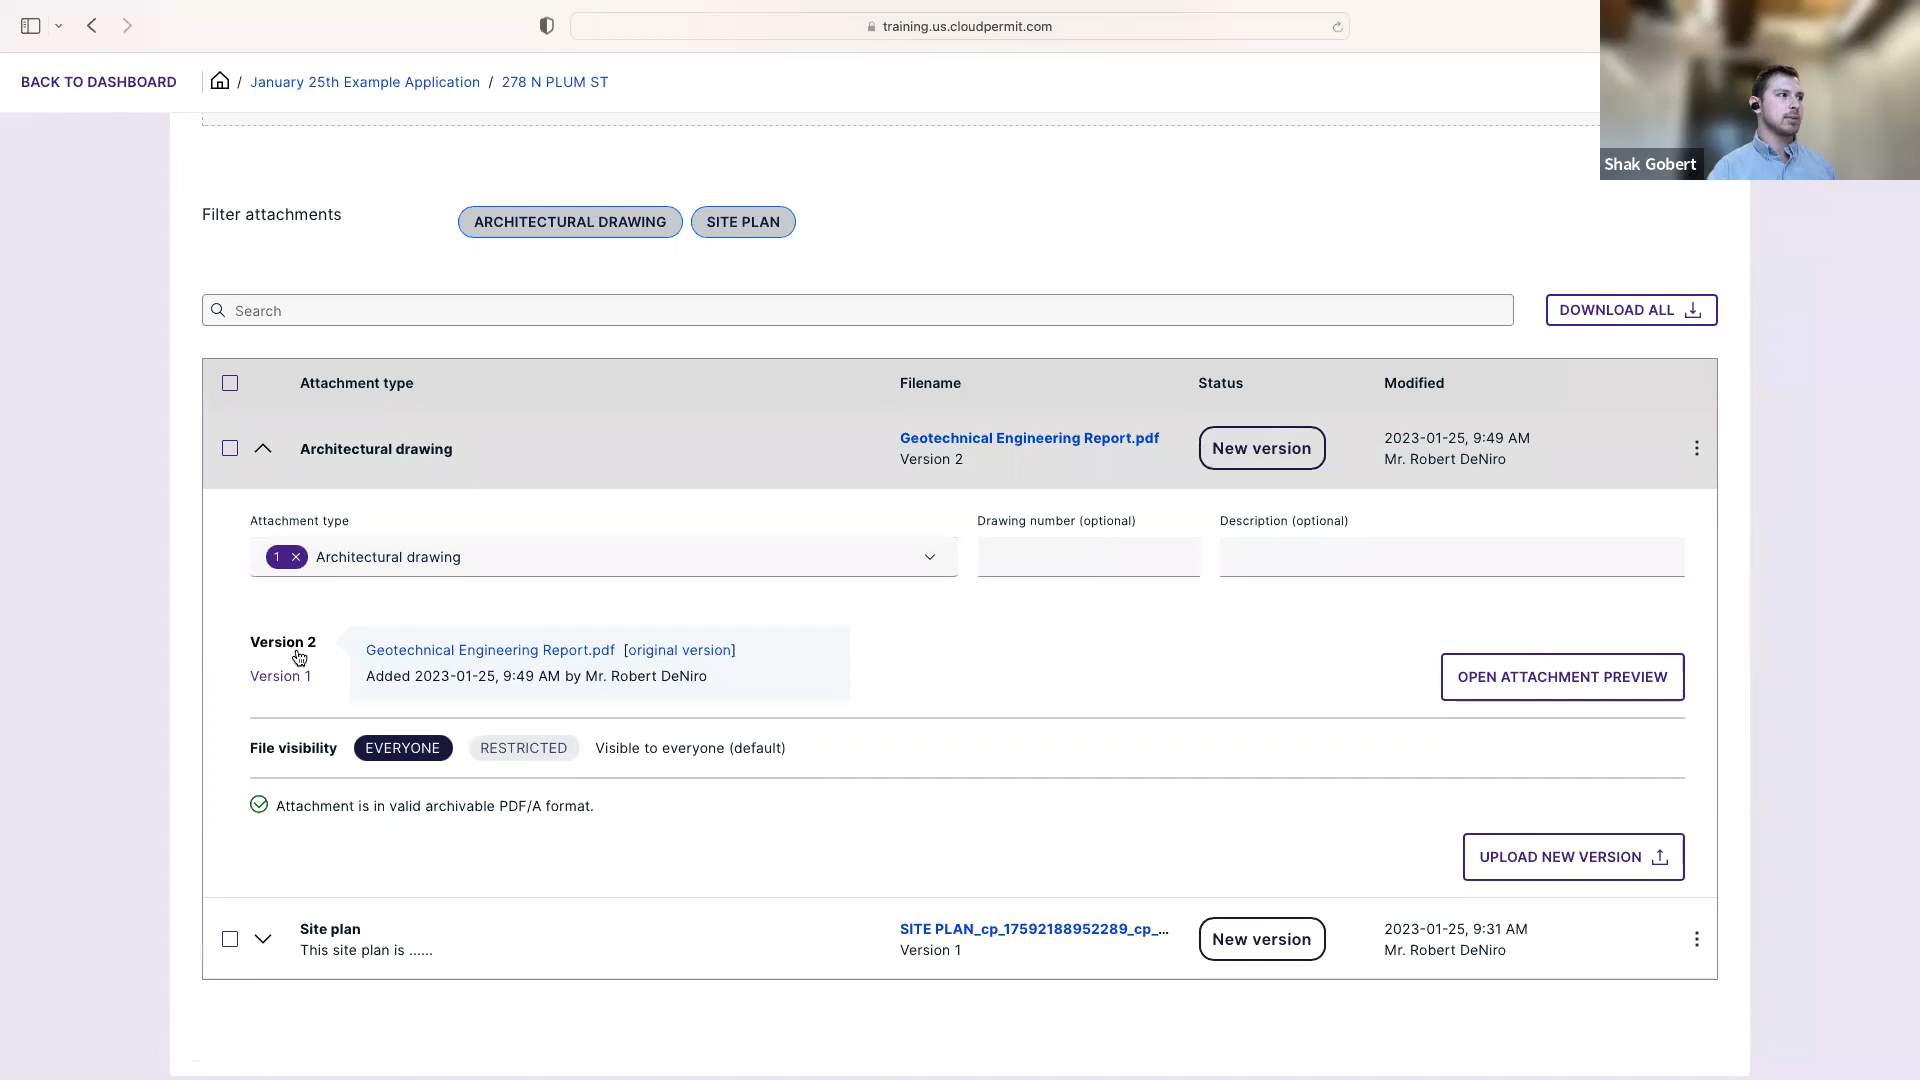 training.us.cloudpermit.com
BACK TO DASHBOARD / January 25th Example Application / 278 N PLUM ST
Shak Gobert
Filter attachments ARCHITECTURAL DRAWING SITE PLAN
Search DOWNLOAD ALL
Attachment type Filename Status Modified
Architectural drawing Geotechnical Engineering Report.pdf New version 2023-01-25, 9:49 AM
Version 2 Mr. Robert DeNiro
Attachment type Drawing number (optional) Description (optional)
1 × Architectural drawing
Version 2 Geotechnical Engineering Report.pdf [original version]
Version 1 Added 2023-01-25, 9:49 AM by Mr. Robert DeNiro OPEN ATTACHMENT PREVIEW
File visibility EVERYONE RESTRICTED Visible to everyone (default)
Attachment is in valid archivable PDF/A format.
UPLOAD NEW VERSION
Site plan SITE PLAN_cp_17592188952289_cp_... New version 2023-01-25, 9:31 AM
This site plan is ...... Version 1 Mr. Robert DeNiro